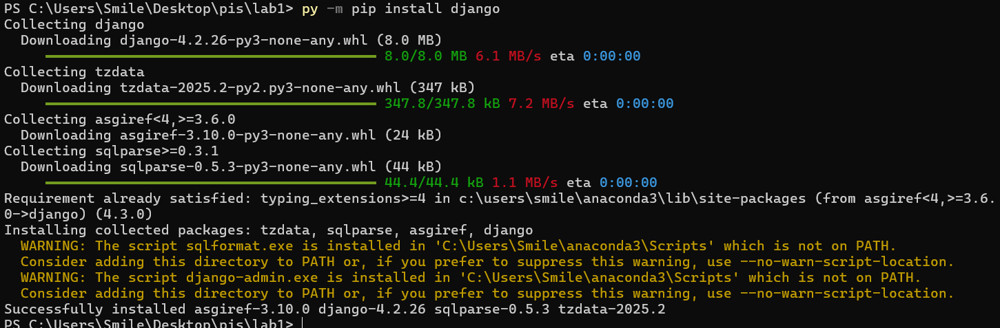 PS C:\Users\Smile\Desktop\pis\lab1> py -m pip install django
Collecting django
  Downloading django-4.2.26-py3-none-any.whl (8.0 MB)
     8.0/8.0 MB 6.1 MB/s eta 0:00:00
Collecting tzdata
  Downloading tzdata-2025.2-py2.py3-none-any.whl (347 kB)
     347.8/347.8 kB 7.2 MB/s eta 0:00:00
Collecting asgiref<4,>=3.6.0
  Downloading asgiref-3.10.0-py3-none-any.whl (24 kB)
Collecting sqlparse>=0.3.1
  Downloading sqlparse-0.5.3-py3-none-any.whl (44 kB)
     44.4/44.4 kB 1.1 MB/s eta 0:00:00
Requirement already satisfied: typing_extensions>=4 in c:\users\smile\anaconda3\lib\site-packages (from asgiref<4,>=3.6.
0->django) (4.3.0)
Installing collected packages: tzdata, sqlparse, asgiref, django
  WARNING: The script sqlformat.exe is installed in 'C:\Users\Smile\anaconda3\Scripts' which is not on PATH.
  Consider adding this directory to PATH or, if you prefer to suppress this warning, use --no-warn-script-location.
  WARNING: The script django-admin.exe is installed in 'C:\Users\Smile\anaconda3\Scripts' which is not on PATH.
  Consider adding this directory to PATH or, if you prefer to suppress this warning, use --no-warn-script-location.
Successfully installed asgiref-3.10.0 django-4.2.26 sqlparse-0.5.3 tzdata-2025.2
PS C:\Users\Smile\Desktop\pis\lab1>